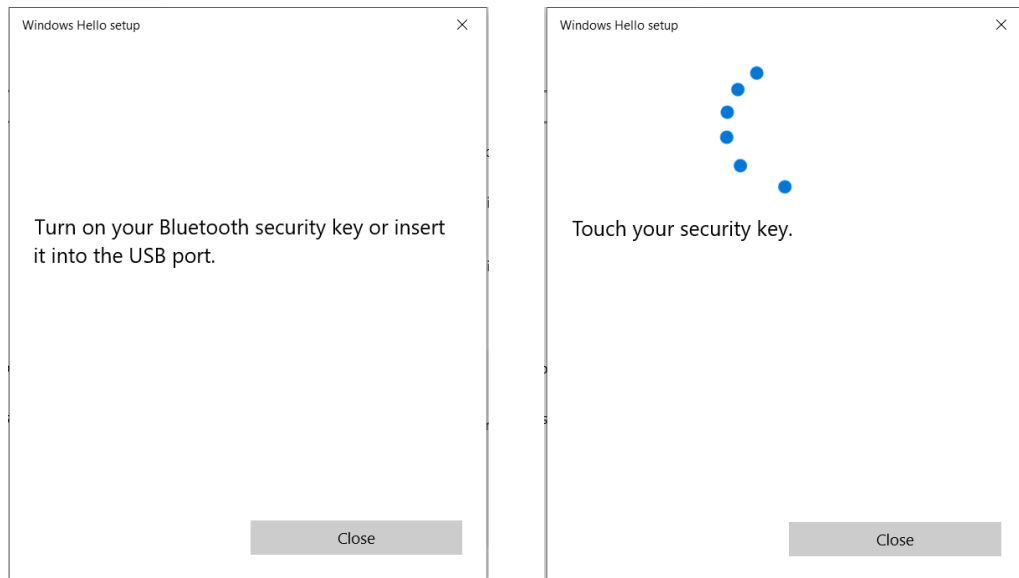 Windows Hello setup
Turn on your Bluetooth security key or insert
it into the USB port.
Close
Windows Hello setup
Touch your security key.
Close